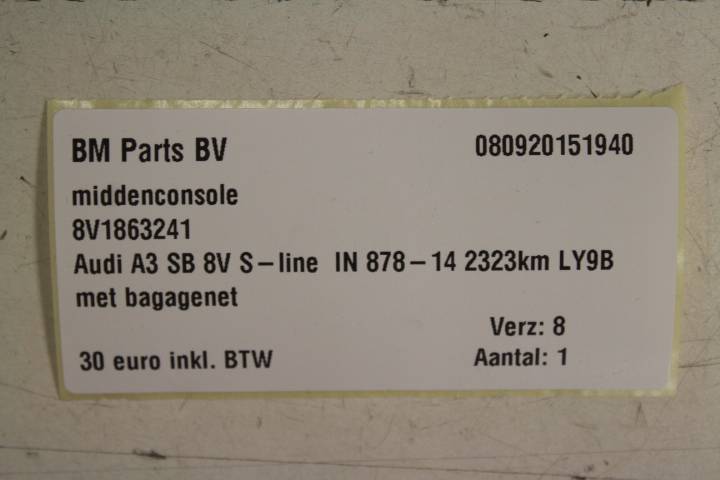 BM Parts BV 080920151940
middenconsole
8V1863241
Audi A3 SB 8V S-line IN 878-14 2323km LY9B
met bagagenet
Verz: 8
30 euro inkl. BTW Aantal: 1